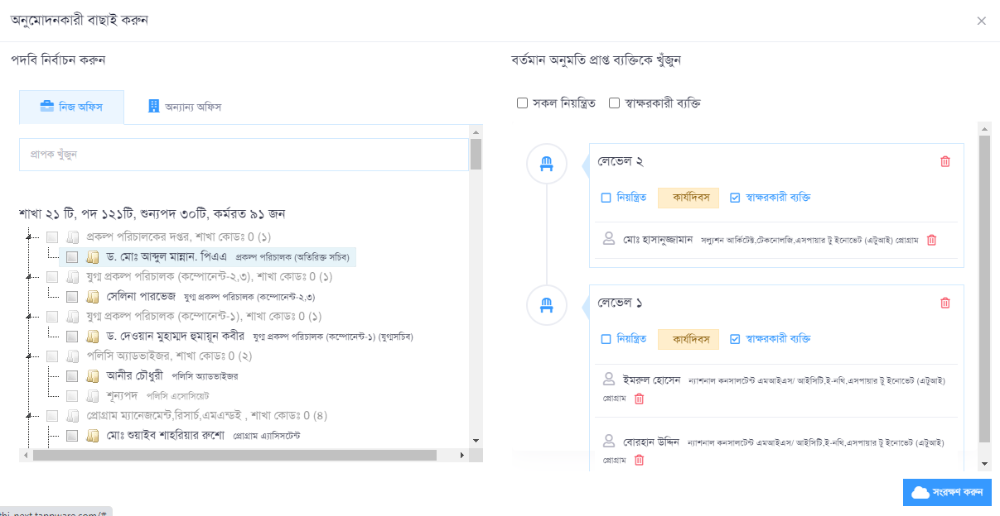 অনুমোদনকারী বাছাই করুন
পদবি নির্বাচন করুন
নিজ অফিস
অন্যান্য অফিস
প্রাপক খুঁজুন
শাখা ২১ টি, পদ ১২১টি, শুন্যপদ ৩০টি, কর্মরত ৯১ জন
প্রকল্প পরিচালকের দপ্তর, শাখা কোডঃ 0 (১)
ড. মোঃ আব্দুল মান্নান. পিএএ প্রকল্প পরিচালক (অতিরিক্ত সচিব)
যুগ্ম প্রকল্প পরিচালক (কম্পোনেন্ট-২,৩), শাখা কোডঃ 0 (১)
সেলিনা পারভেজ যুগ্ম প্রকল্প পরিচালক (কম্পোনেন্ট-২,৩)
যুগ্ম প্রকল্প পরিচালক (কম্পোনেন্ট-১), শাখা কোডঃ 0 (১)
ড. দেওয়ান মুহাম্মদ হুমায়ূন কবীর যুগ্ম প্রকল্প পরিচালক (কম্পোনেন্ট-১) (যুগ্মসচিব)
পলিসি অ্যাডভাইজর, শাখা কোডঃ 0 (২)
আনীর চৌধুরী পলিসি অ্যাডভাইজর
শূন্যপদ পলিসি এসোসিয়েট
প্রোগ্রাম ম্যানেজমেন্ট,রিসার্চ,এমএন্ডই , শাখা কোডঃ 0 (৪)
মোঃ শুয়াইব শাহরিয়ার রুশো প্রোগ্রাম এ্যাসিসটেন্ট
বর্তমান অনুমতি প্রাপ্ত ব্যক্তিকে খুঁজুন
সকল নিয়ন্ত্রিত স্বাক্ষরকারী ব্যক্তি
লেভেল ২
নিয়ন্ত্রিত কার্যদিবস স্বাক্ষরকারী ব্যক্তি
মোঃ হাসানুজ্জামান সল্যুশন আর্কিটেক্ট,টেকনোলজি,এসপায়ার টু ইনোভেট (এটুআই) প্রোগ্রাম
লেভেল ১
নিয়ন্ত্রিত কার্যদিবস স্বাক্ষরকারী ব্যক্তি
ইমরুল হোসেন ন্যাশনাল কনসালটেন্ট এমআইএস/ আইসিটি,ই-নথি,এসপায়ার টু ইনোভেট (এটুআই)
প্রোগ্রাম
বোরহান উদ্দিন ন্যাশনাল কনসালটেন্ট এমআইএস/ আইসিটি,ই-নথি,এসপায়ার টু ইনোভেট (এটুআই)
প্রোগ্রাম
সংরক্ষণ করুন